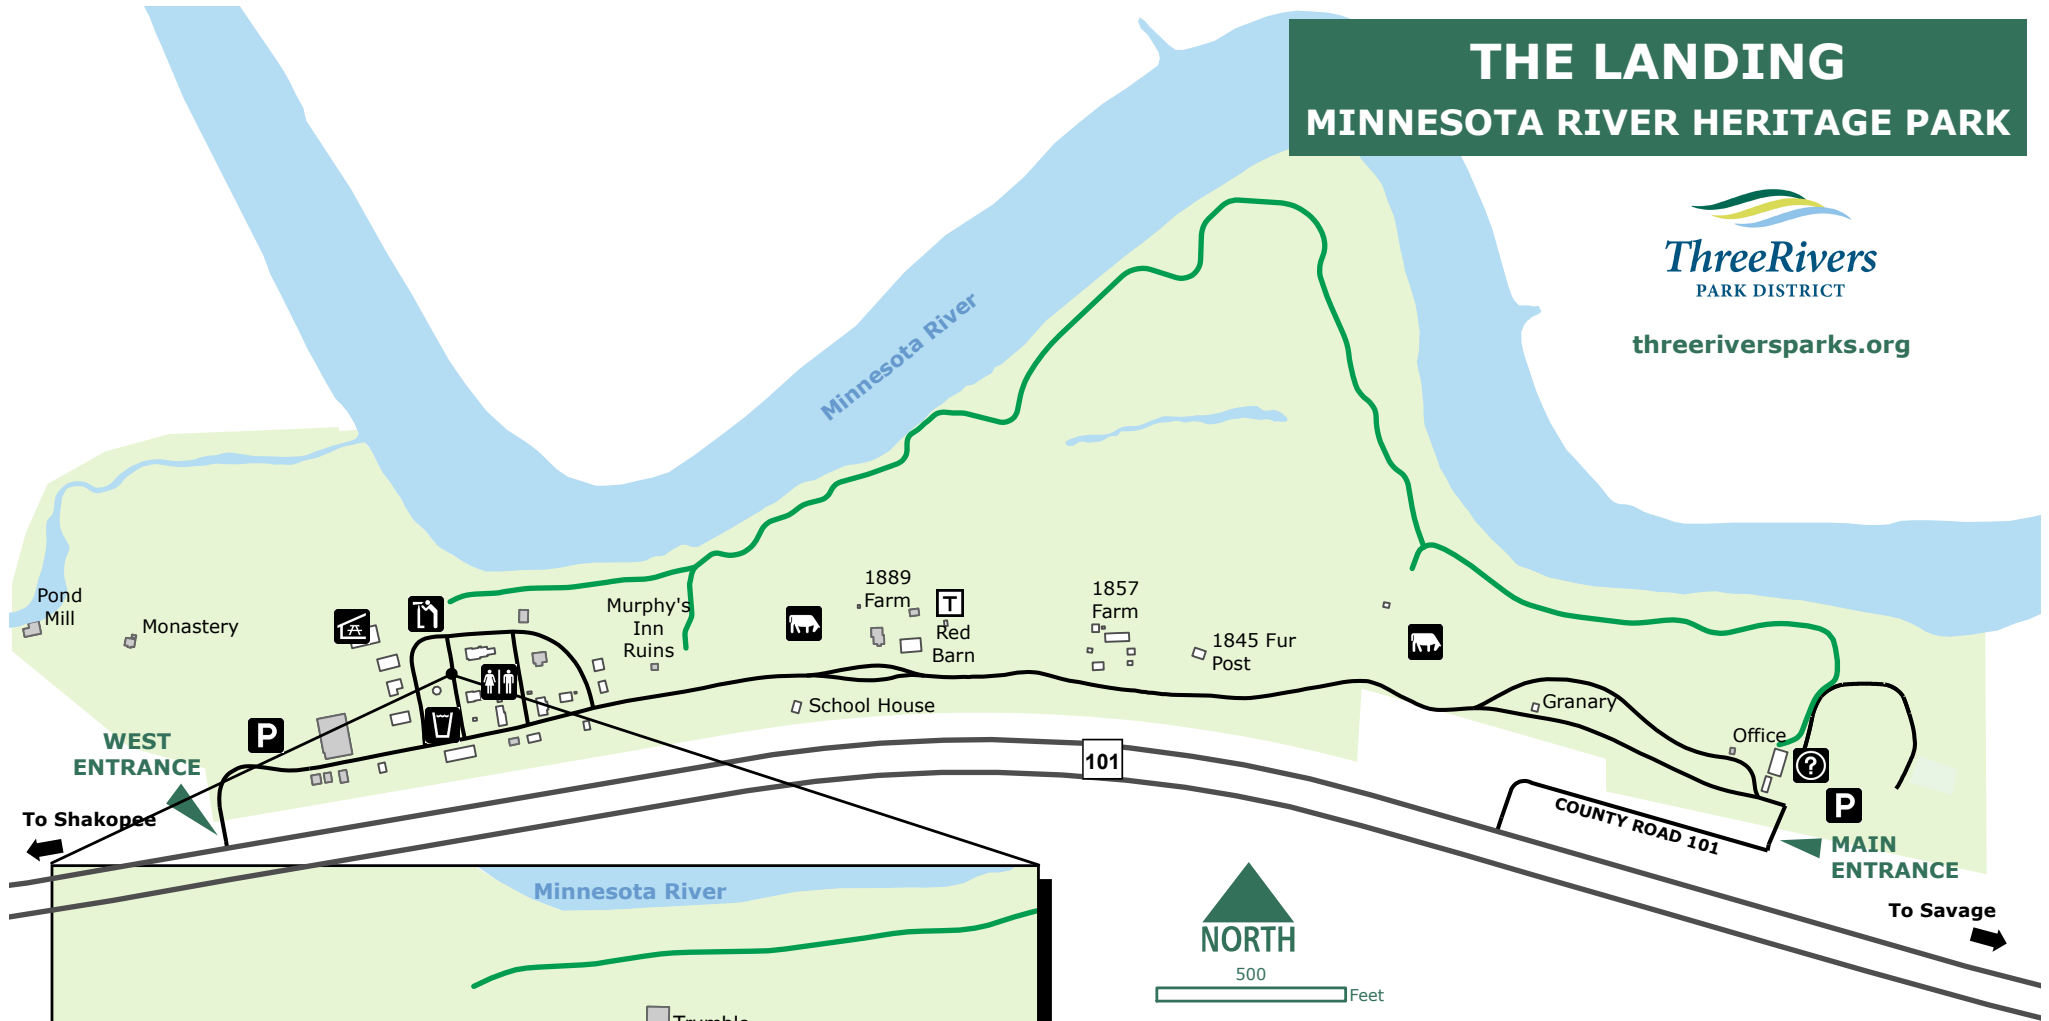 THE LANDING
MINNESOTA RIVER HERITAGE PARK
ThreeRivers
PARK DISTRICT
threeriversparks.org
Minnesota River
Pond
Mill
Monastery
Murphy's
Inn
Ruins
1889
Farm
T
Red
Barn
1857
Farm
1845 Fur
Post
School House
Granary
Office
?
P
P
WEST
ENTRANCE
101
COUNTY ROAD 101
To Shakopee
MAIN
ENTRANCE
To Savage
Minnesota River
NORTH
500
Feet